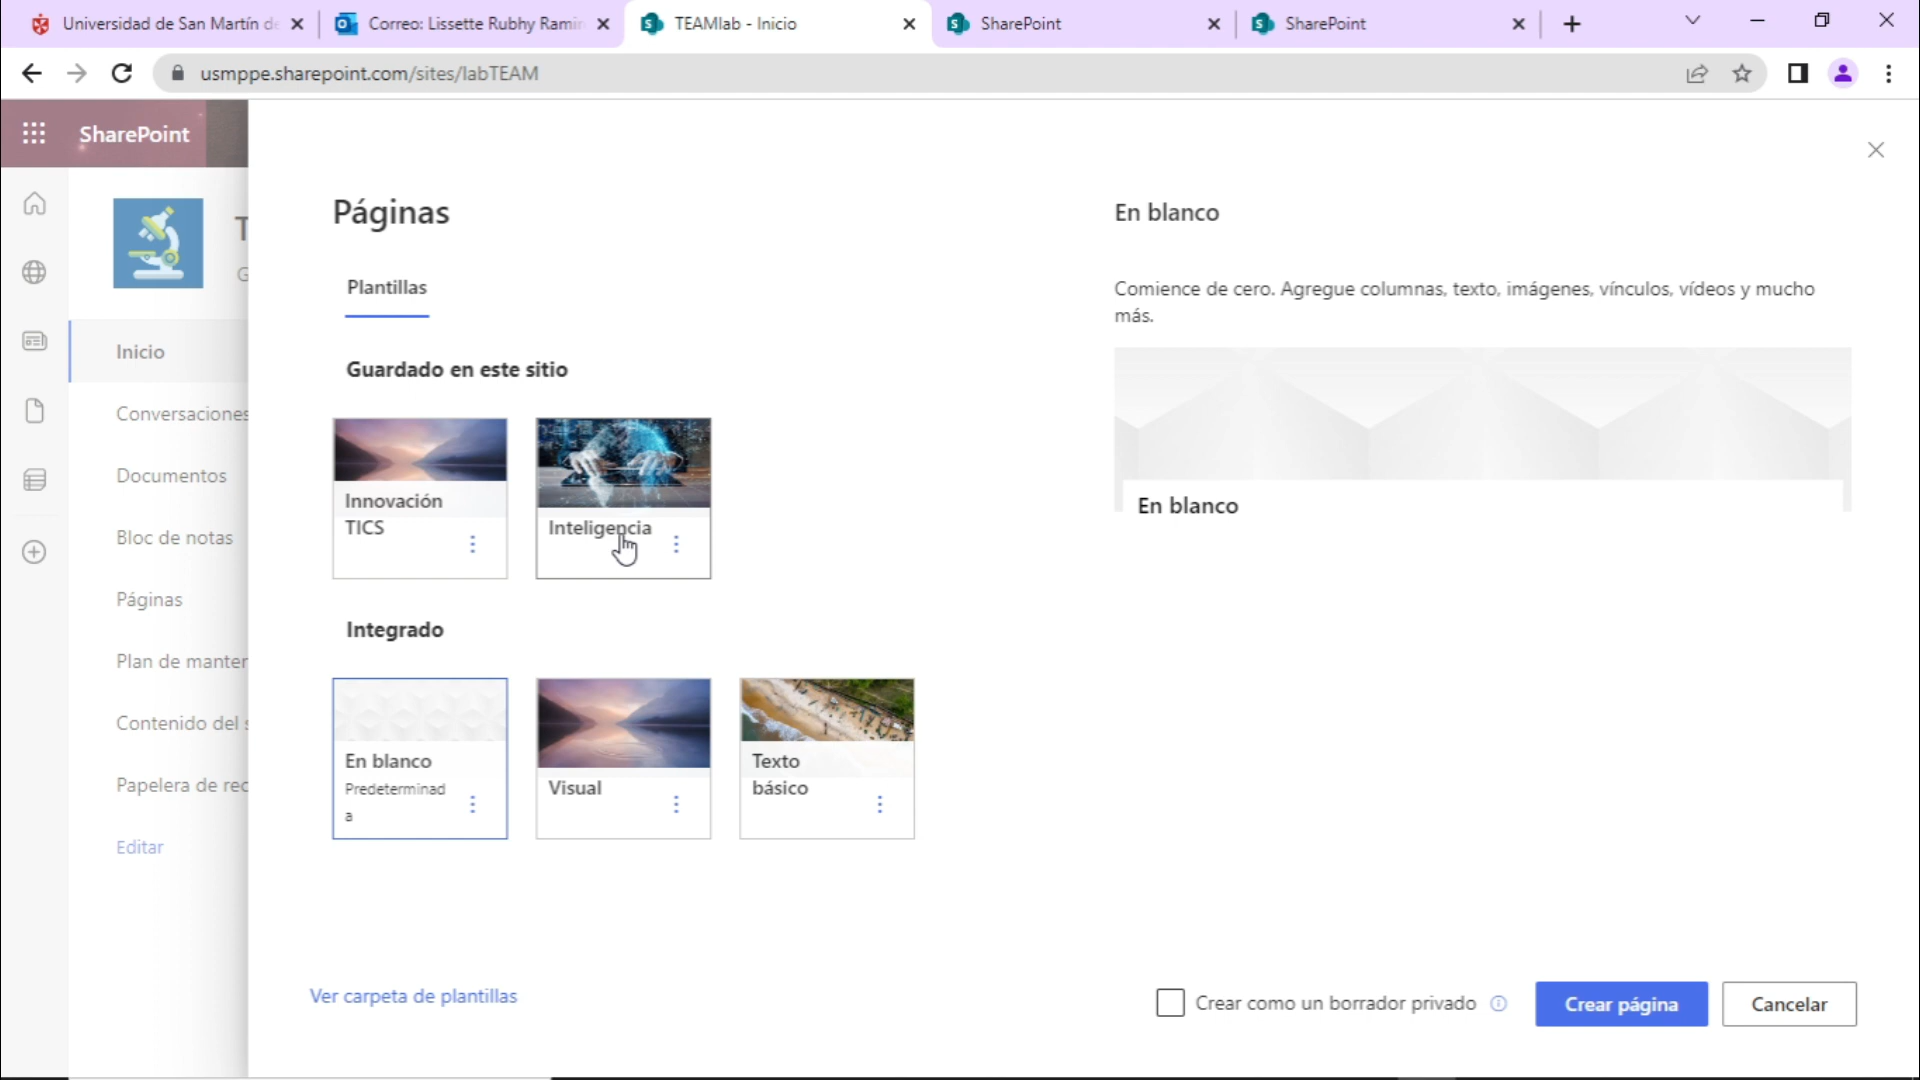 Universidad de San Martín de
Correo: Lissette Rubhy Rami
TEAMlab - Inicio
SharePoint
SharePoint
usmppe.sharepoint.com/sites/labTEAM
SharePoint
T
G
Inicio
Conversaciones
Documentos
Bloc de notas
Páginas
Plan de manter
Contenido del s
Papelera de rec
Editar
Páginas
Plantillas
Guardado en este sitio
Innovación
TICS
Inteligencia
Integrado
En blanco
Predeterminad
a
Visual
Texto
básico
Ver carpeta de plantillas
En blanco
Comience de cero. Agregue columnas, texto, imágenes, vínculos, vídeos y mucho
más.
En blanco
Crear como un borrador privado
Crear página
Cancelar